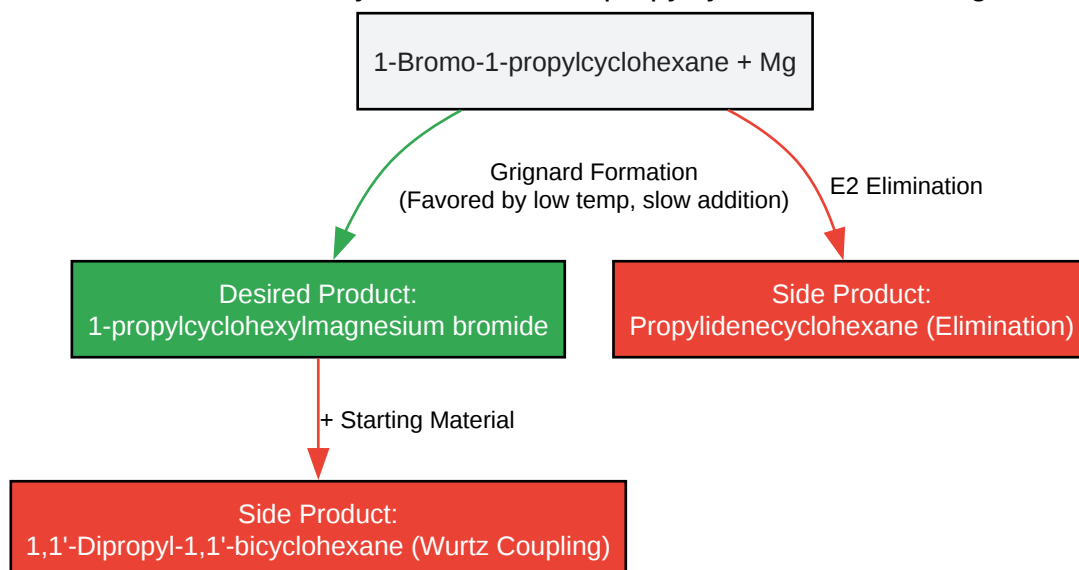 1-Bromo-1-propylcyclohexane + Mg
Grignard Formation
(Favored by low temp, slow addition)
E2 Elimination
Desired Product:
1-propylcyclohexylmagnesium bromide
Side Product:
Propylidenecyclohexane (Elimination)
+ Starting Material
Side Product:
1,1'-Dipropyl-1,1'-bicyclohexane (Wurtz Coupling)